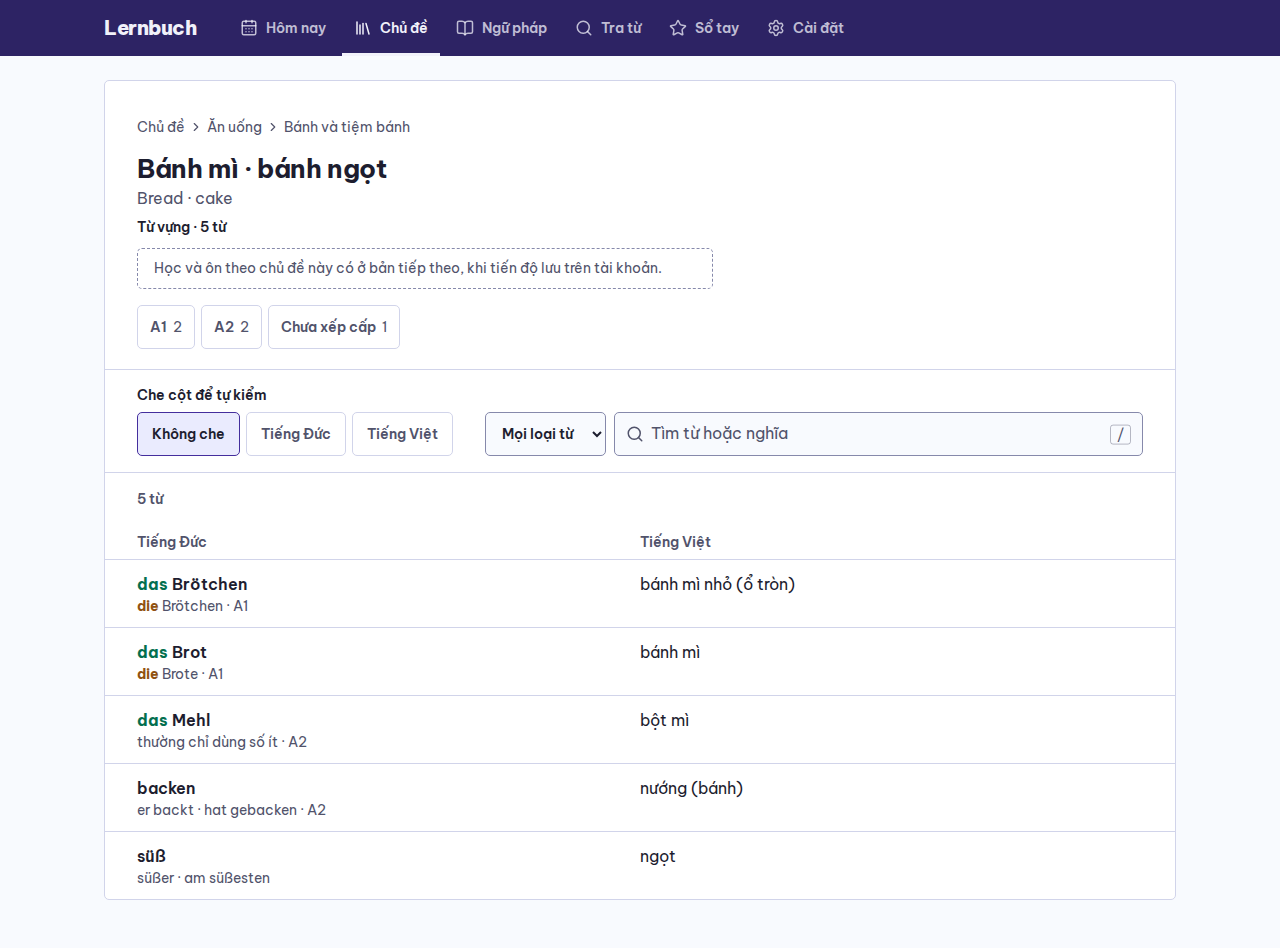 Lernbuch Hôm nay Chủ đề Ngữ pháp Tra từ Sổ tay Cài đặt
Chủ đề > Ăn uống > Bánh và tiệm bánh
Bánh mì · bánh ngọt
Bread · cake
Từ vựng · 5 từ
Học và ôn theo chủ đề này có ở bản tiếp theo, khi tiến độ lưu trên tài khoản.
A1 2 A2 2 Chưa xếp cấp 1
Che cột để tự kiểm
Không che Tiếng Đức Tiếng Việt Mọi loại từ Tìm từ hoặc nghĩa /
5 từ
Tiếng Đức Tiếng Việt
das Brötchen bánh mì nhỏ (ổ tròn)
die Brötchen · A1
das Brot bánh mì
die Brote · A1
das Mehl bột mì
thường chỉ dùng số ít · A2
backen nướng (bánh)
er backt · hat gebacken · A2
süß ngọt
süßer · am süßesten